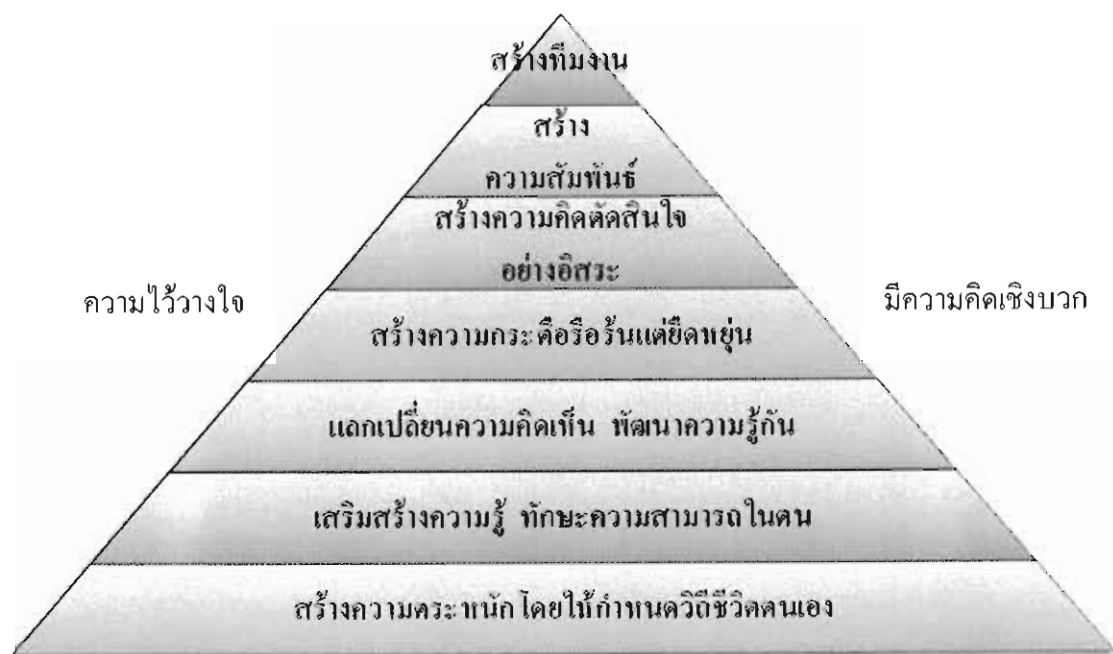 สร้างทีมงาน
สร้าง
ความสัมพันธ์
สร้างความคิดตัดสินใจ
อย่างอิสระ
ความไว้วางใจ
มีความคิดเชิงบวก
สร้างความกระตือรือร้นแต่ยืดหยุ่น
แลกเปลี่ยนความคิดเห็น พัฒนาความรู้กัน
เสริมสร้างความรู้ ทักษะความสามารถในตน
สร้างความตระหนักโดยให้กำหนดวิถีชีวิตตนเอง